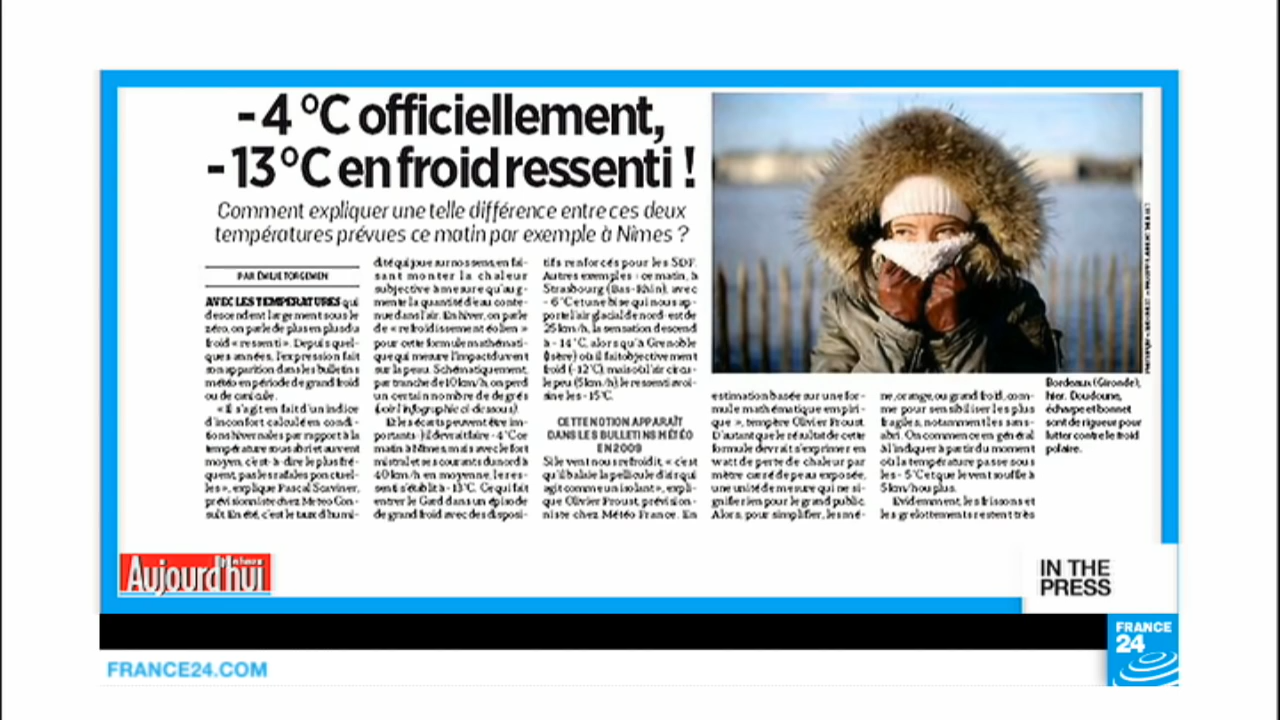 - 4 °C officiellement,
- 13 °C en froid ressenti !
Comment expliquer une telle différence entre ces deux
températures prévues ce matin par exemple à Nîmes ?
PAR ÉMILIE TORGEMEN
AVEC LES TEMPÉRATURES qui
descendent largement sous le
zéro, on parle de plus en plus du
froid « ressenti ». Depuis quel-
ques années, l'expression fait
son apparition dans les bulletins
météo en période de grand froid
ou de canicule.
« Il s'agit en fait d'un indice
d'inconfort calculé en condi-
tions hivernales par rapport à la
température sous abri et au vent
moyen, c'est-à-dire le plus fré-
quent, pas les rafales ponctuel-
les », explique Pascal Scaviner,
prévisionniste chez Meteo Con-
sult. En été, c'est le taux d'humi-
dité qui joue sur nos sens, en fai-
sant monter la chaleur
subjective à mesure qu'aug-
mente la quantité d'eau conte-
nue dans l'air. En hiver, on parle
de « refroidissement éolien »
pour cette formule mathémati-
que qui mesure l'impact du vent
sur la peau. Schématiquement,
par tranche de 10 km/h, on perd
un certain nombre de degrés
(voir l'infographie ci-dessous).
Et les écarts peuvent être im-
portants : il devrait faire - 4 °C ce
matin à Nîmes, mais avec le fort
mistral et ses courants du nord à
40 km/h en moyenne, le res-
senti s'établit à - 13 °C. Ce qui fait
entrer le Gard dans un épisode
de grand froid avec des disposi-
tifs renforcés pour les SDF.
Autres exemples : ce matin, à
Strasbourg (Bas-Rhin), avec
- 6 °C et une bise qui nous ap-
porte l'air glacial de nord-est de
25 km/h, la sensation descend
à - 14 °C, alors qu'à Grenoble
(Isère) où il fait objectivement
froid (- 12 °C), mais où l'air circu-
le peu (5 km/h), le ressenti avoi-
sine les - 15 °C.
CETTE NOTION APPARAÎT
DANS LES BULLETINS MÉTÉO
EN 2009
Si le vent nous refroidit, « c'est
qu'il balaie la pellicule d'air qui
agit comme un isolant », expli-
que Olivier Proust, prévision-
niste chez Météo France. En
estimation basée sur une for-
mule mathématique empiri-
que », tempère Olivier Proust.
D'autant que le résultat de cette
formule devrait s'exprimer en
watt de perte de chaleur par
mètre carré de peau exposée,
une unité de mesure qui ne si-
gnifie rien pour le grand public.
Alors, pour simplifier, les mé-
ne, orange, ou grand froid, com-
me pour sensibiliser les plus
fragiles, notamment les sans-
abri. On commence en général
à l'indiquer à partir du moment
où la température passe sous
les - 5 °C et que le vent souffle à
5 km/h ou plus.
Evidemment, les frissons et
les grelottements restent très
Bordeaux (Gironde),
hier. Doudoune,
écharpe et bonnet
sont de rigueur pour
lutter contre le froid
polaire.
Aujourd'hui
IN THE
PRESS
FRANCE
24
FRANCE24.COM